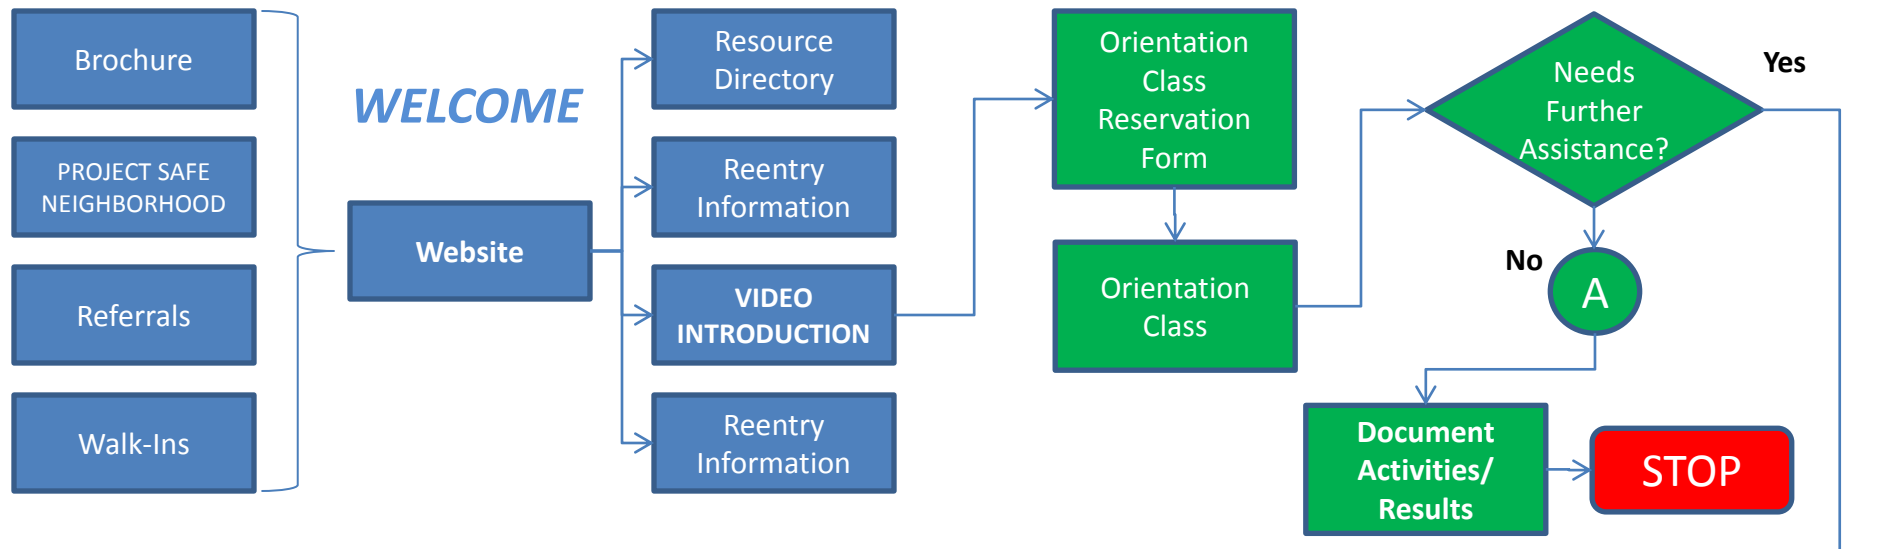 Brochure
PROJECT SAFE
NEIGHBORHOOD
Referrals
Walk-Ins
WELCOME
Website
Resource
Directory
Reentry
Information
VIDEO
INTRODUCTION
Reentry
Information
Orientation
Class
Reservation
Form
Orientation
Class
Needs
Further
Assistance?
Yes
No
A
Document
Activities/
Results
STOP